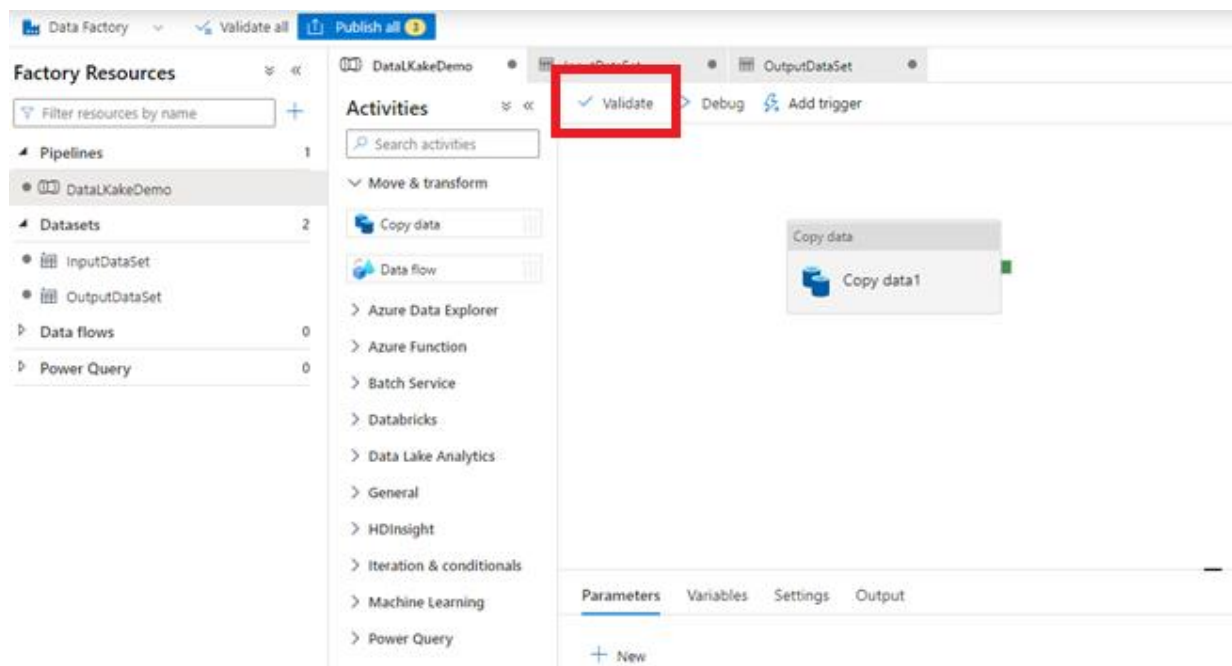 Data Factory
Validate all
Publish all 3
Factory Resources
Filter resources by name
Pipelines 1
DataLKakeDemo
Datasets 2
InputDataSet
OutputDataSet
Data flows 0
Power Query 0
DataLKakeDemo
OutputDataSet
Activities
Search activities
Move & transform
Copy data
Data flow
Azure Data Explorer
Azure Function
Batch Service
Databricks
Data Lake Analytics
General
HDInsight
Iteration & conditionals
Machine Learning
Power Query
Validate
Debug
Add trigger
Copy data
Copy data1
Parameters Variables Settings Output
New